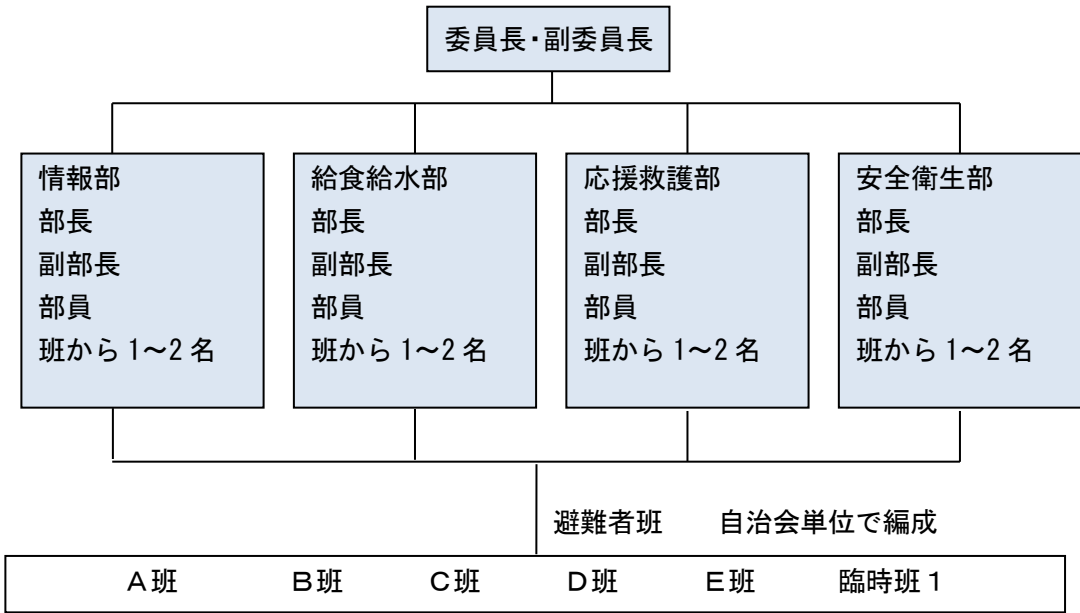 委員長・副委員長
情報部
部長
副部長
部員
班から1～2名
給食給水部
部長
副部長
部員
班から1～2名
応援救護部
部長
副部長
部員
班から1～2名
安全衛生部
部長
副部長
部員
班から1～2名
避難者班　自治会単位で編成
A班　B班　C班　D班　E班　臨時班1